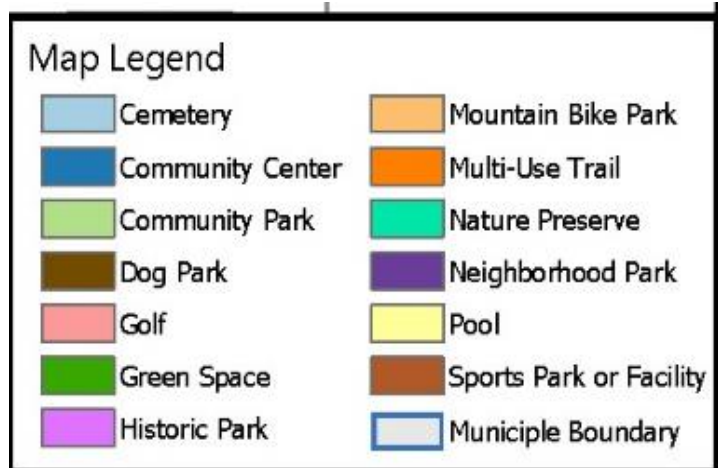 Map Legend
Cemetery
Community Center
Community Park
Dog Park
Golf
Green Space
Historic Park
Mountain Bike Park
Multi-Use Trail
Nature Preserve
Neighborhood Park
Pool
Sports Park or Facility
Municiple Boundary